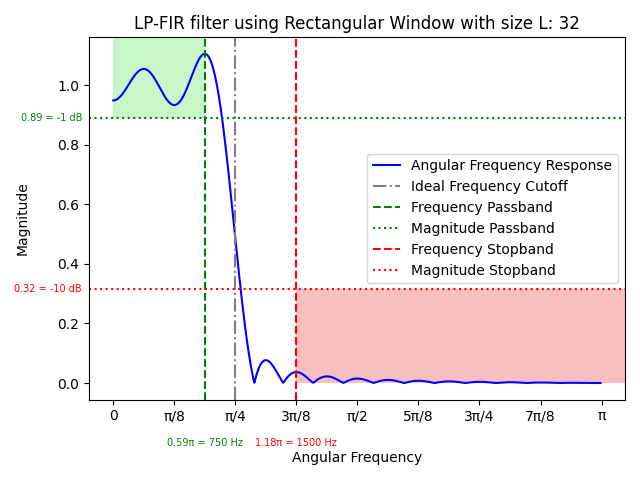 LP-FIR filter using Rectangular Window with size L: 32
1.0
0.89 = -1 dB
0.8
0.6
0.4
0.32 = -10 dB
0.2
0.0
Magnitude
Angular Frequency Response
Ideal Frequency Cutoff
Frequency Passband
Magnitude Passband
Frequency Stopband
Magnitude Stopband
0 π/8 π/4 3π/8 π/2 5π/8 3π/4 7π/8 π
0.59π = 750 Hz 1.18π = 1500 Hz
Angular Frequency